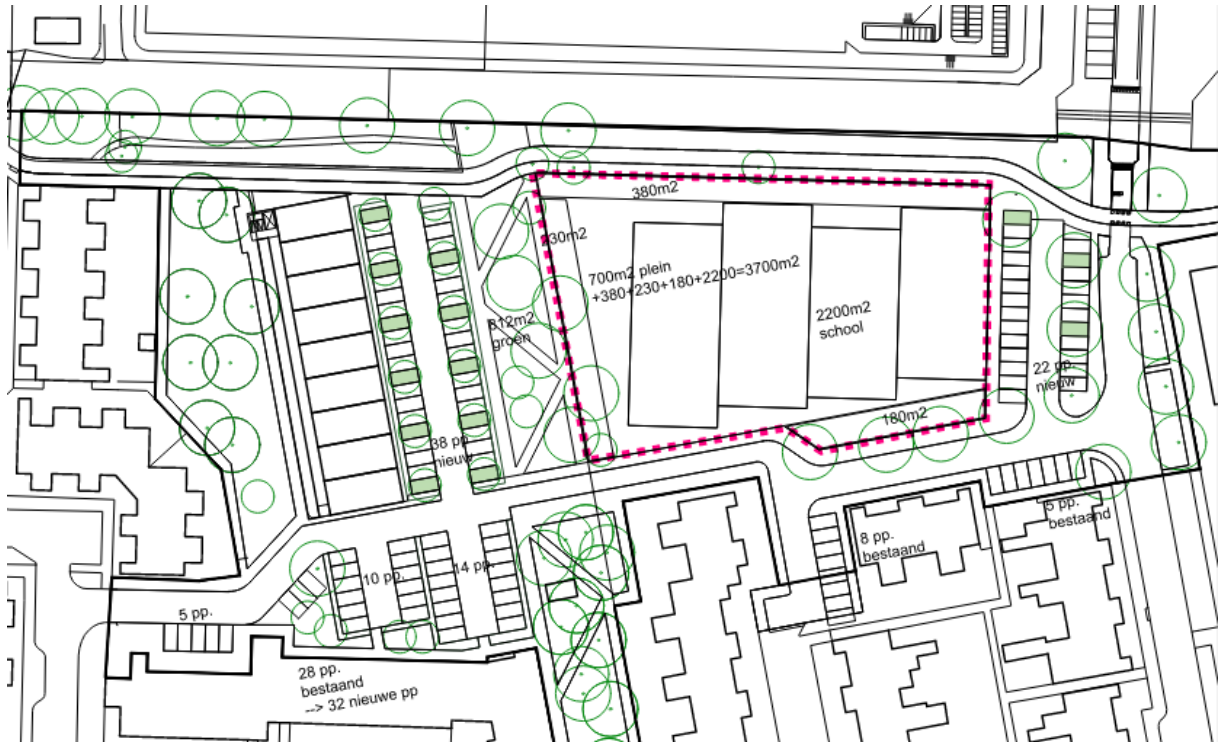 380m2
230m2
700m2 plein
+380+230+180+2200=3700m2
2200m2
school
groen
22 pp.
nieuw
180m2
38 pp.
nieuw
5 pp.
bestaand
8 pp.
bestaand
10 pp.
14 pp.
5 pp.
28 pp.
bestaand
--> 32 nieuwe pp